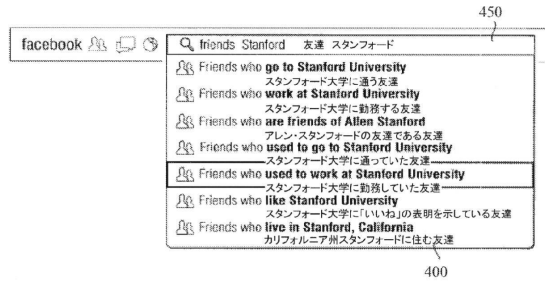 450
facebook
friends Stanford 友達 スタンフォード
Friends who go to Stanford University
スタンフォード大学に通う友達
Friends who work at Stanford University
スタンフォード大学に勤務する友達
Friends who are friends of Allen Stanford
アレン・スタンフォードの友達である友達
Friends who used to go to Stanford University
スタンフォード大学に通っていた友達
Friends who used to work at Stanford University
スタンフォード大学に勤務していた友達
Friends who like Stanford University
スタンフォード大学に「いいね」の表明を示している友達
Friends who live in Stanford, California
カリフォルニア州スタンフォードに住む友達
400